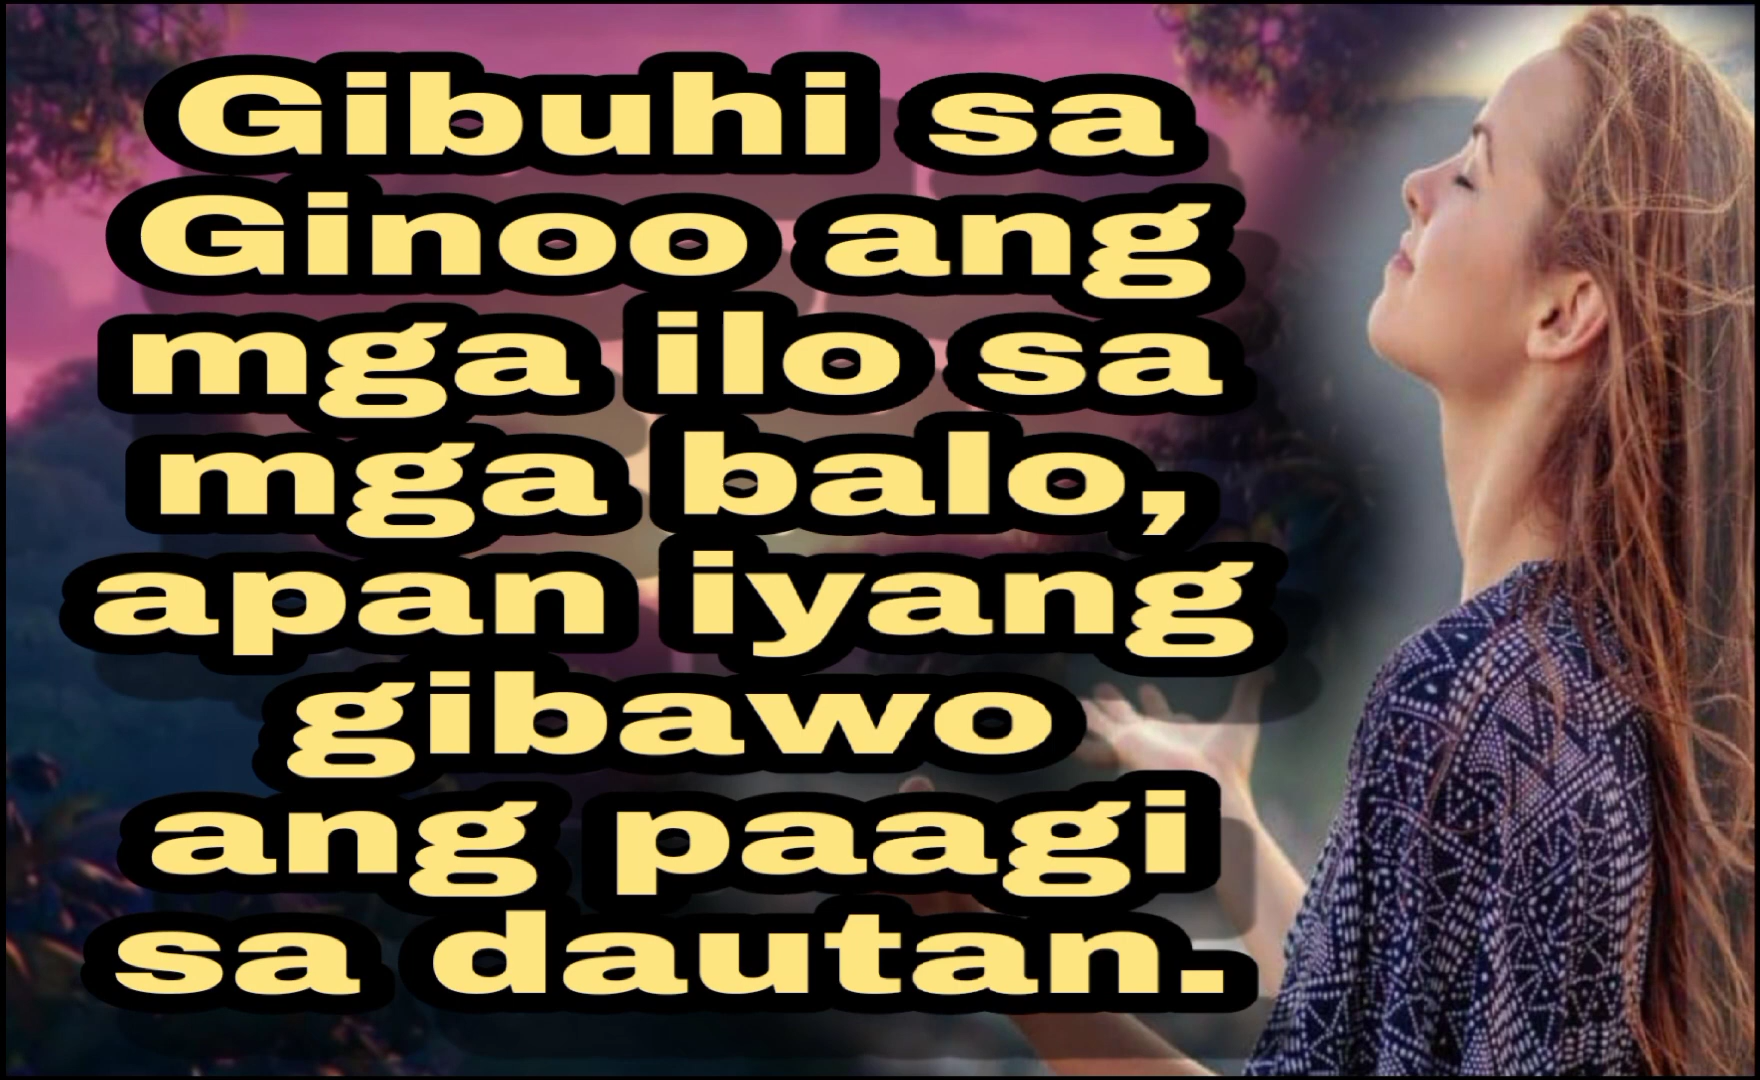 Gibuhi sa
Ginoo ang
mga ilo sa
mga balo,
apan iyang
gibawo
ang paagi
sa dautan.